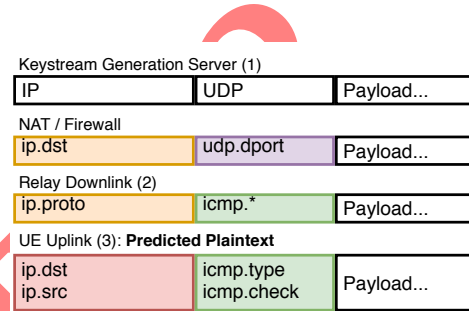 Keystream Generation Server (1)
IP UDP Payload...
NAT / Firewall
ip.dst udp.dport Payload...
Relay Downlink (2)
ip.proto icmp.* Payload...
UE Uplink (3): Predicted Plaintext
ip.dst icmp.type
ip.src icmp.check Payload...